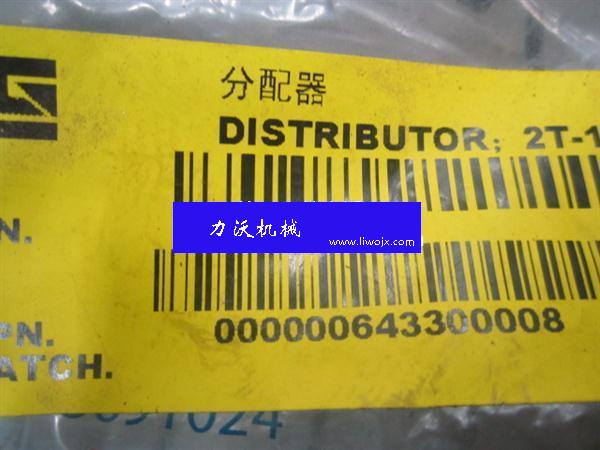 分配器
DISTRIBUTOR; 2T-1
力沃机械
www.liwojx.com
N.
000000643300008
PN.
ATCH.